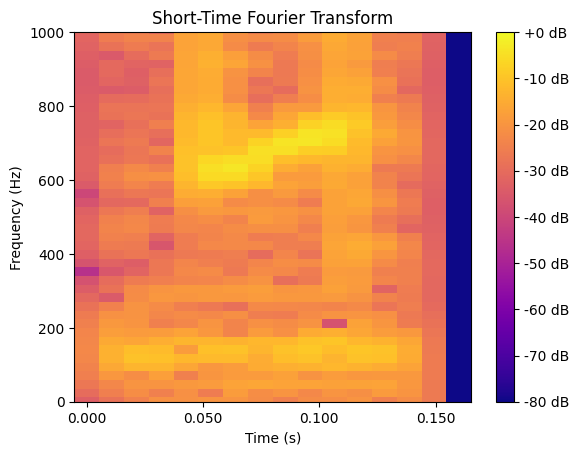 Short-Time Fourier Transform
1000
800
600
400
200
0
Frequency (Hz)
0.000
0.050
0.100
0.150
Time (s)
+0 dB
-10 dB
-20 dB
-30 dB
-40 dB
-50 dB
-60 dB
-70 dB
-80 dB